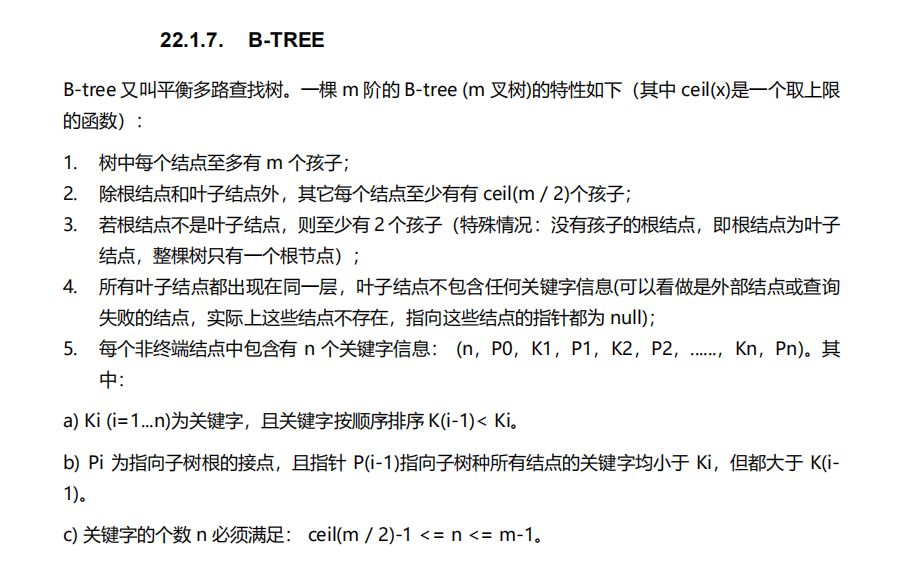 22.1.7. B-TREE
B-tree 又叫平衡多路查找树。一棵 m 阶的 B-tree (m 叉树)的特性如下（其中 ceil(x)是一个取上限
的函数）:
1. 树中每个结点至多有 m 个孩子；
2. 除根结点和叶子结点外，其它每个结点至少有有 ceil(m / 2)个孩子；
3. 若根结点不是叶子结点，则至少有 2 个孩子（特殊情况：没有孩子的根结点，即根结点为叶子
结点，整棵树只有一个根节点）；
4. 所有叶子结点都出现在同一层，叶子结点不包含任何关键字信息(可以看做是外部结点或查询
失败的结点，实际上这些结点不存在，指向这些结点的指针都为 null)；
5. 每个非终端结点中包含有 n 个关键字信息： (n，P0，K1，P1，K2，P2，......，Kn，Pn)。其
中：
a) Ki (i=1...n)为关键字，且关键字按顺序排序 K(i-1)< Ki。
b) Pi 为指向子树根的接点，且指针 P(i-1)指向子树种所有结点的关键字均小于 Ki，但都大于 K(i-
1)。
c) 关键字的个数 n 必须满足： ceil(m / 2)-1 <= n <= m-1。